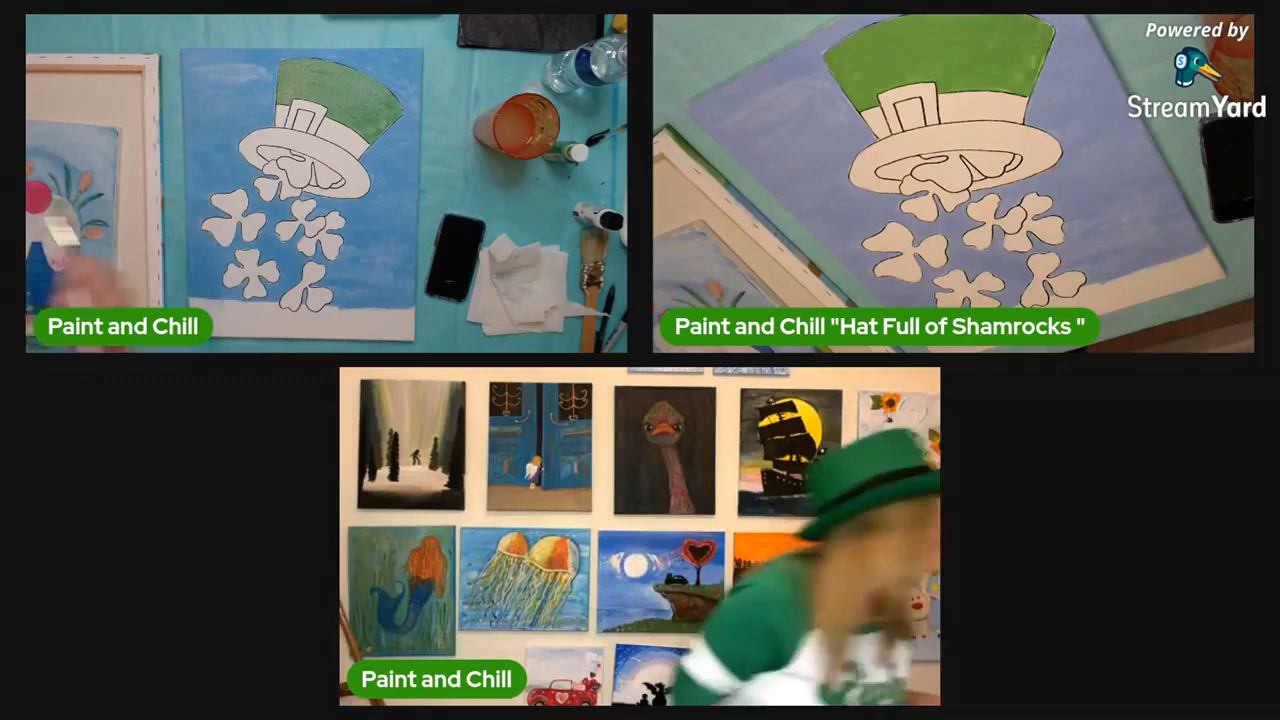 Powered by
StreamYard
Paint and Chill
Paint and Chill "Hat Full of Shamrocks "
Paint and Chill